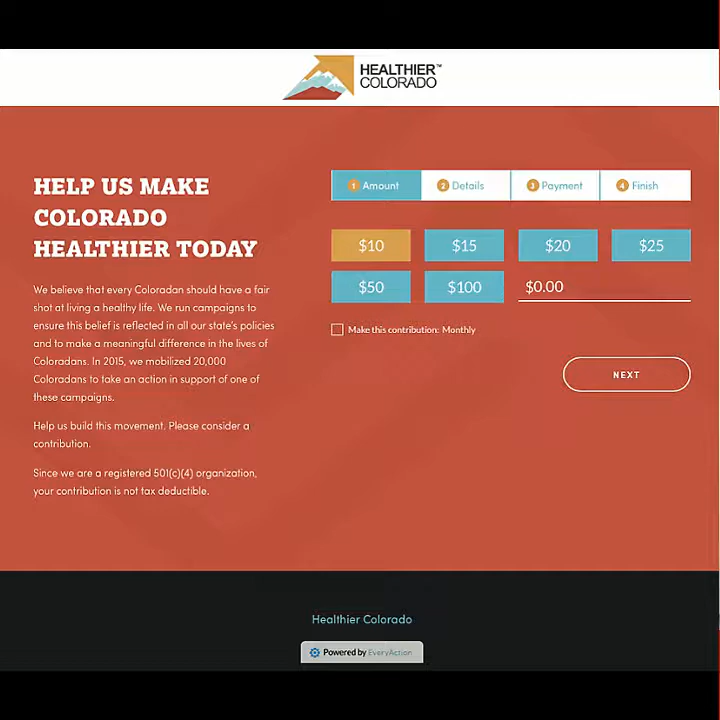 HEALTHIER™
COLORADO
HELP US MAKE
COLORADO
HEALTHIER TODAY
We believe that every Coloradan should have a fair
shot at living a healthy life. We run campaigns to
ensure this belief is reflected in all our state's policies
and to make a meaningful difference in the lives of
Coloradans. In 2015, we mobilized 20,000
Coloradans to take an action in support of one of
these campaigns.
Help us build this movement. Please consider a
contribution.
Since we are a registered 501(c)(4) organization,
your contribution is not tax deductible.
1 Amount 2 Details 3 Payment 4 Finish
$10 $15 $20 $25
$50 $100 $0.00
Make this contribution: Monthly
NEXT
Healthier Colorado
Powered by EveryAction